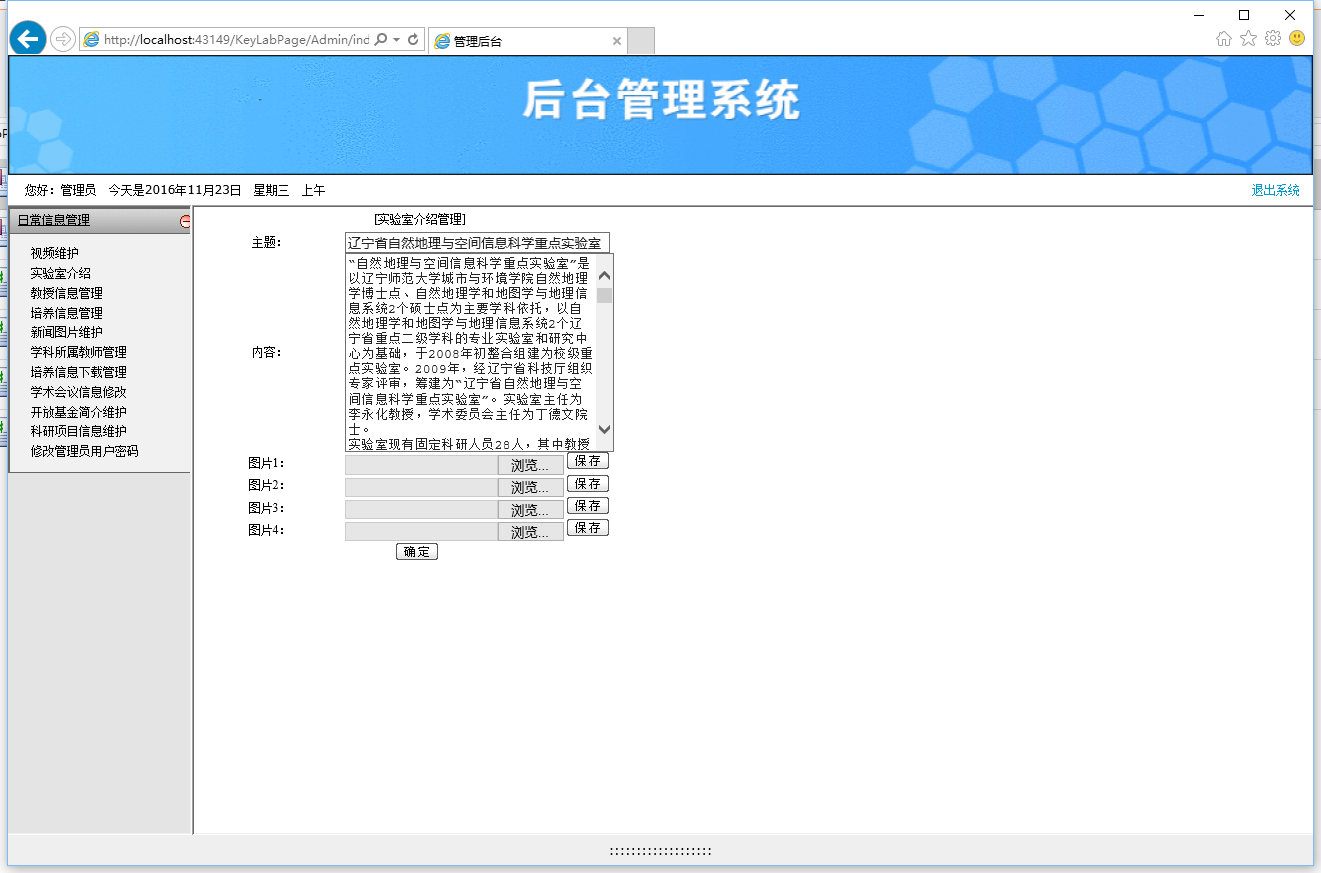 http://localhost:43149/KeyLabPage/Admin/ind
管理后台
后台管理系统
您好：管理员 今天是2016年11月23日 星期三 上午
退出系统
日常信息管理
视频维护
实验室介绍
教授信息管理
培养信息管理
新闻图片维护
学科所属教师管理
培养信息下载管理
学术会议信息修改
开放基金简介维护
科研项目信息维护
修改管理员用户密码
[实验室介绍管理]
主题：
辽宁省自然地理与空间信息科学重点实验室
内容：
“自然地理与空间信息科学重点实验室”是
以辽宁师范大学城市与环境学院自然地理
学博士点、自然地理学和地图学与地理信
息系统2个硕士点为主要学科依托，以自
然地理学和地图学与地理信息系统2个辽
宁省重点二级学科的专业实验室和研究中
心为基础，于2008年初整合组建为校级重
点实验室。2009年，经辽宁省科技厅组织
专家评审，筹建为“辽宁省自然地理与空
间信息科学重点实验室”。实验室主任为
李永化教授，学术委员会主任为丁德文院
士。
实验室现有固定科研人员28人，其中教授
图片1：
浏览... 保存
图片2：
浏览... 保存
图片3：
浏览... 保存
图片4：
浏览... 保存
确定